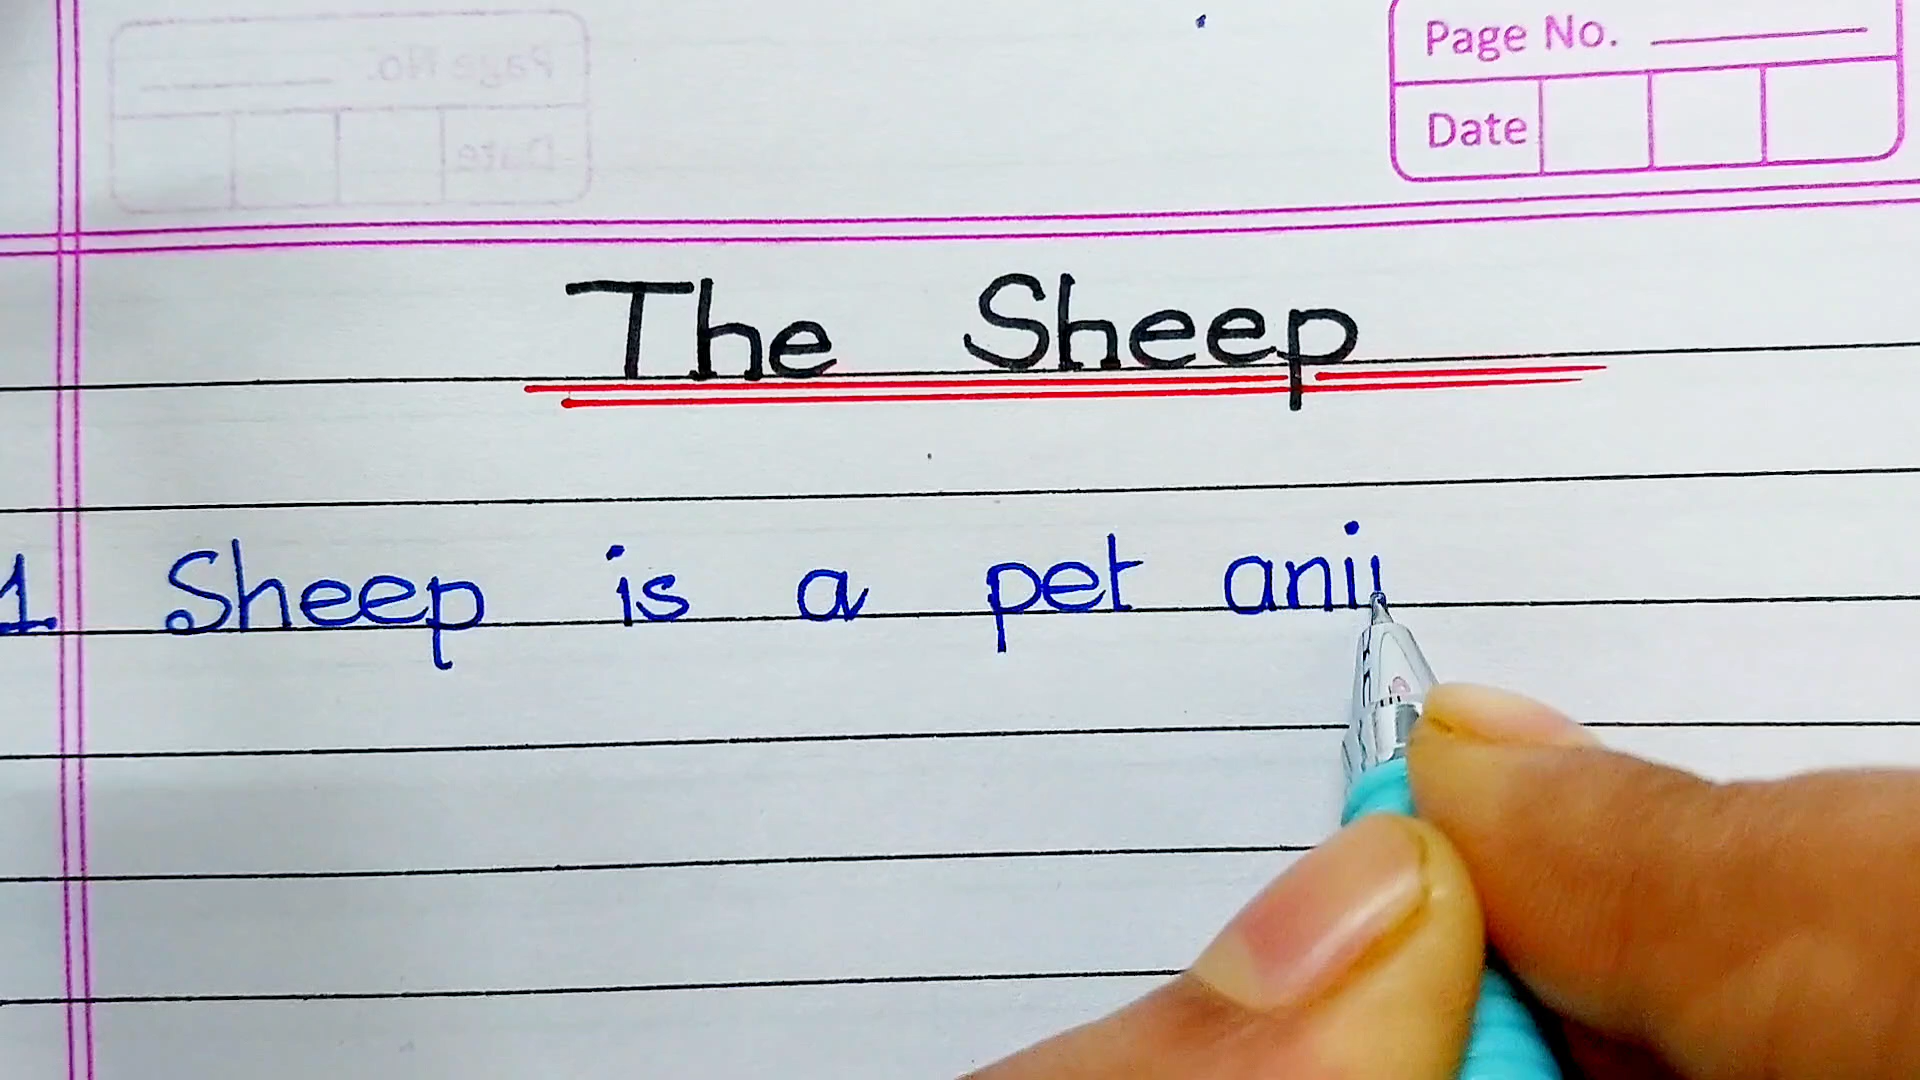 Page No.
Date
The Sheep
1. Sheep is a pet ani